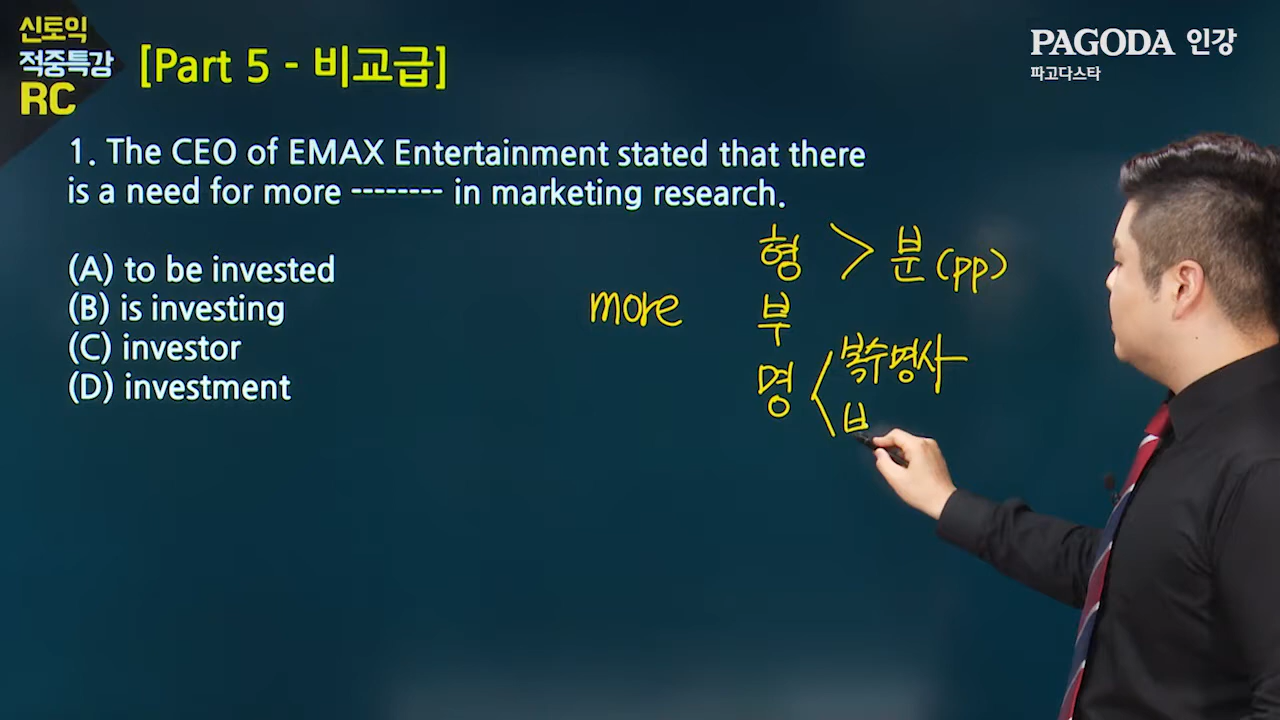 신토익
적중특강
RC
[Part 5 - 비교급]
PAGODA 인강
파고다스타
1. The CEO of EMAX Entertainment stated that there
is a need for more -------- in marketing research.
(A) to be invested
(B) is investing
(C) investor
(D) investment
more
형 > 분(pp)
부
명 < 복수명사